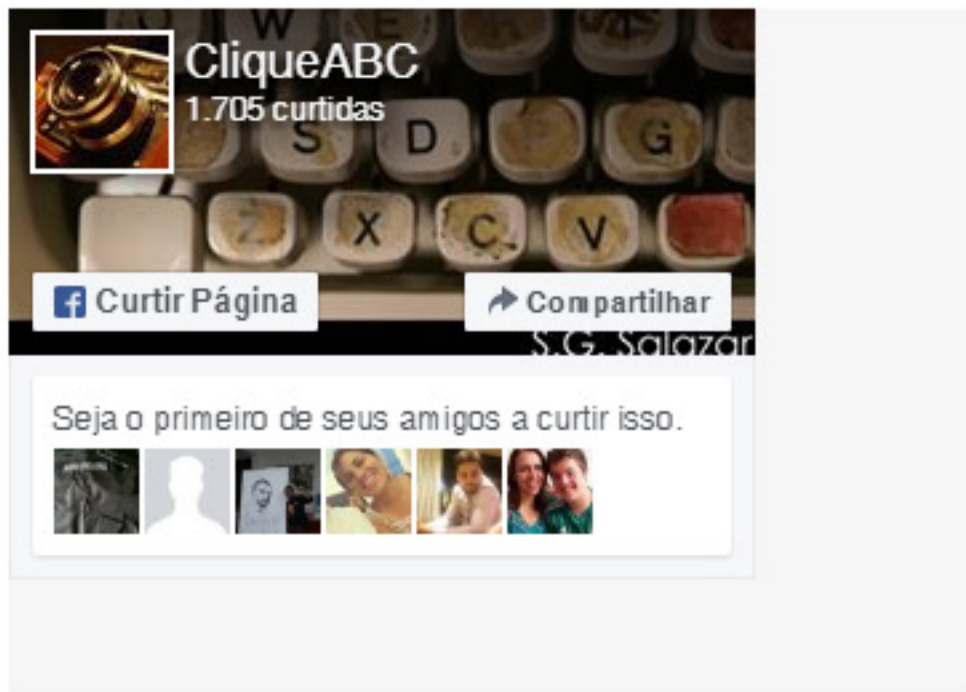 W E
CliqueABC
1.705 curtidas
S D G
Z X C V
Curtir Página
Compartilhar
S.G. Salazar
Seja o primeiro de seus amigos a curtir isso.